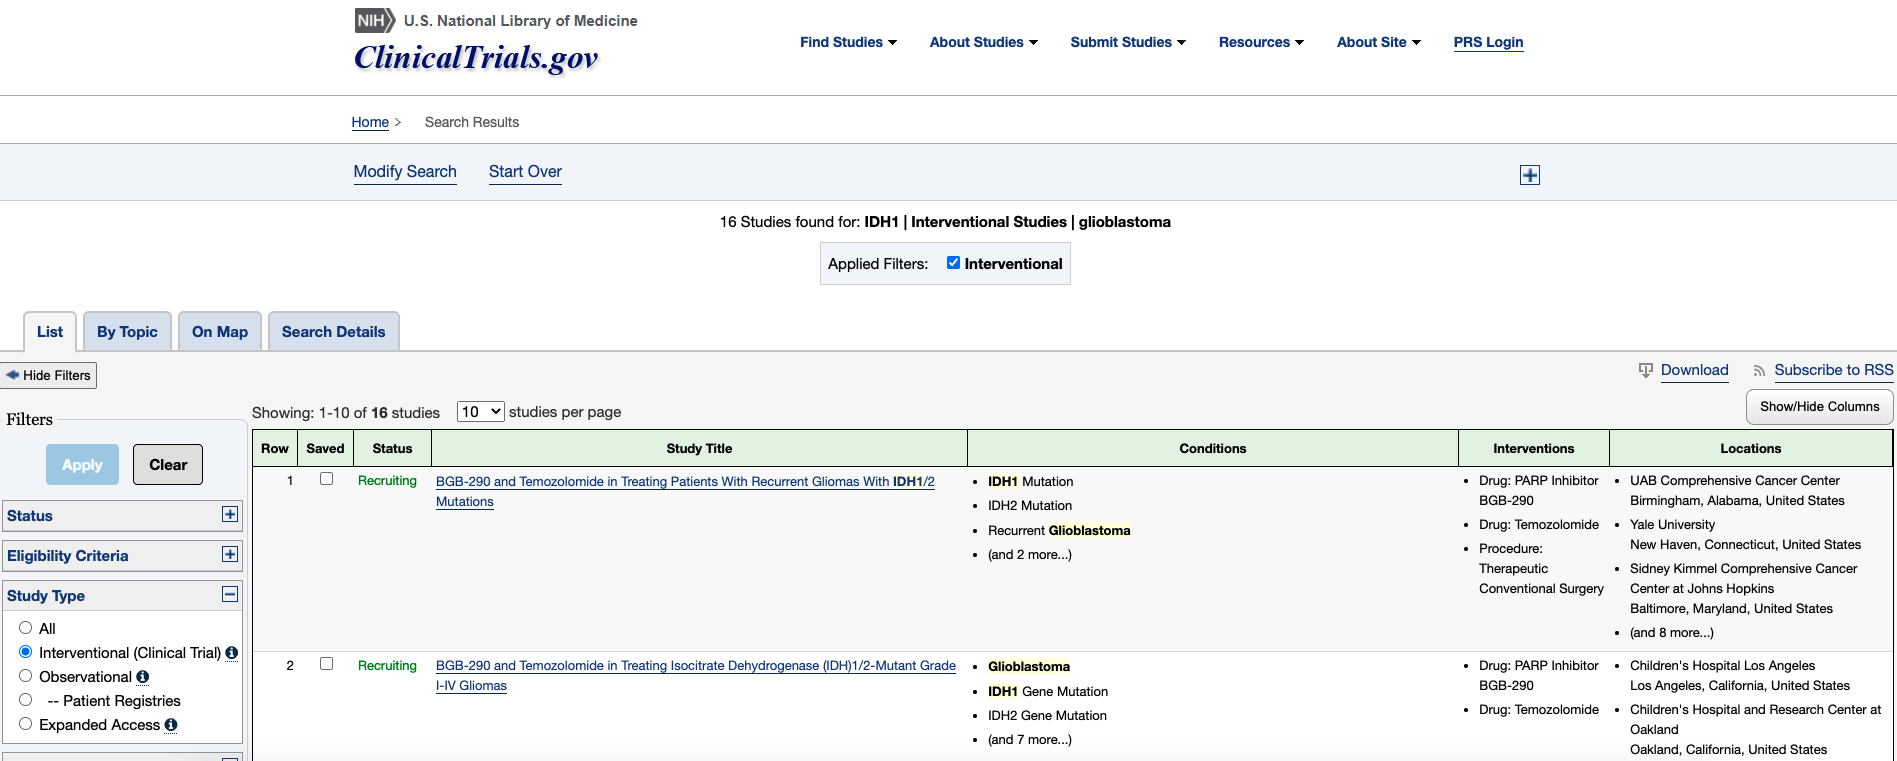 NIH U.S. National Library of Medicine
ClinicalTrials.gov
Find Studies About Studies Submit Studies Resources About Site PRS Login
Home > Search Results
Modify Search Start Over
16 Studies found for: IDH1 | Interventional Studies | glioblastoma
Applied Filters: Interventional
List By Topic On Map Search Details
Hide Filters
Download Subscribe to RSS
Show/Hide Columns
Showing: 1-10 of 16 studies 10 studies per page
Filters
Apply Clear
Status
Eligibility Criteria
Study Type
All
Interventional (Clinical Trial)
Observational
-- Patient Registries
Expanded Access
Row Saved Status Study Title Conditions Interventions Locations
1 Recruiting
BGB-290 and Temozolomide in Treating Patients With Recurrent Gliomas With IDH1/2
Mutations
• IDH1 Mutation
• IDH2 Mutation
• Recurrent Glioblastoma
• (and 2 more...)
• Drug: PARP Inhibitor
BGB-290
• Drug: Temozolomide
• Procedure:
Therapeutic
Conventional Surgery
• UAB Comprehensive Cancer Center
Birmingham, Alabama, United States
• Yale University
New Haven, Connecticut, United States
• Sidney Kimmel Comprehensive Cancer
Center at Johns Hopkins
Baltimore, Maryland, United States
• (and 8 more...)
2 Recruiting
BGB-290 and Temozolomide in Treating Isocitrate Dehydrogenase (IDH)1/2-Mutant Grade
I-IV Gliomas
• Glioblastoma
• IDH1 Gene Mutation
• IDH2 Gene Mutation
• (and 7 more...)
• Drug: PARP Inhibitor
BGB-290
• Drug: Temozolomide
• Children's Hospital Los Angeles
Los Angeles, California, United States
• Children's Hospital and Research Center at
Oakland
Oakland, California, United States